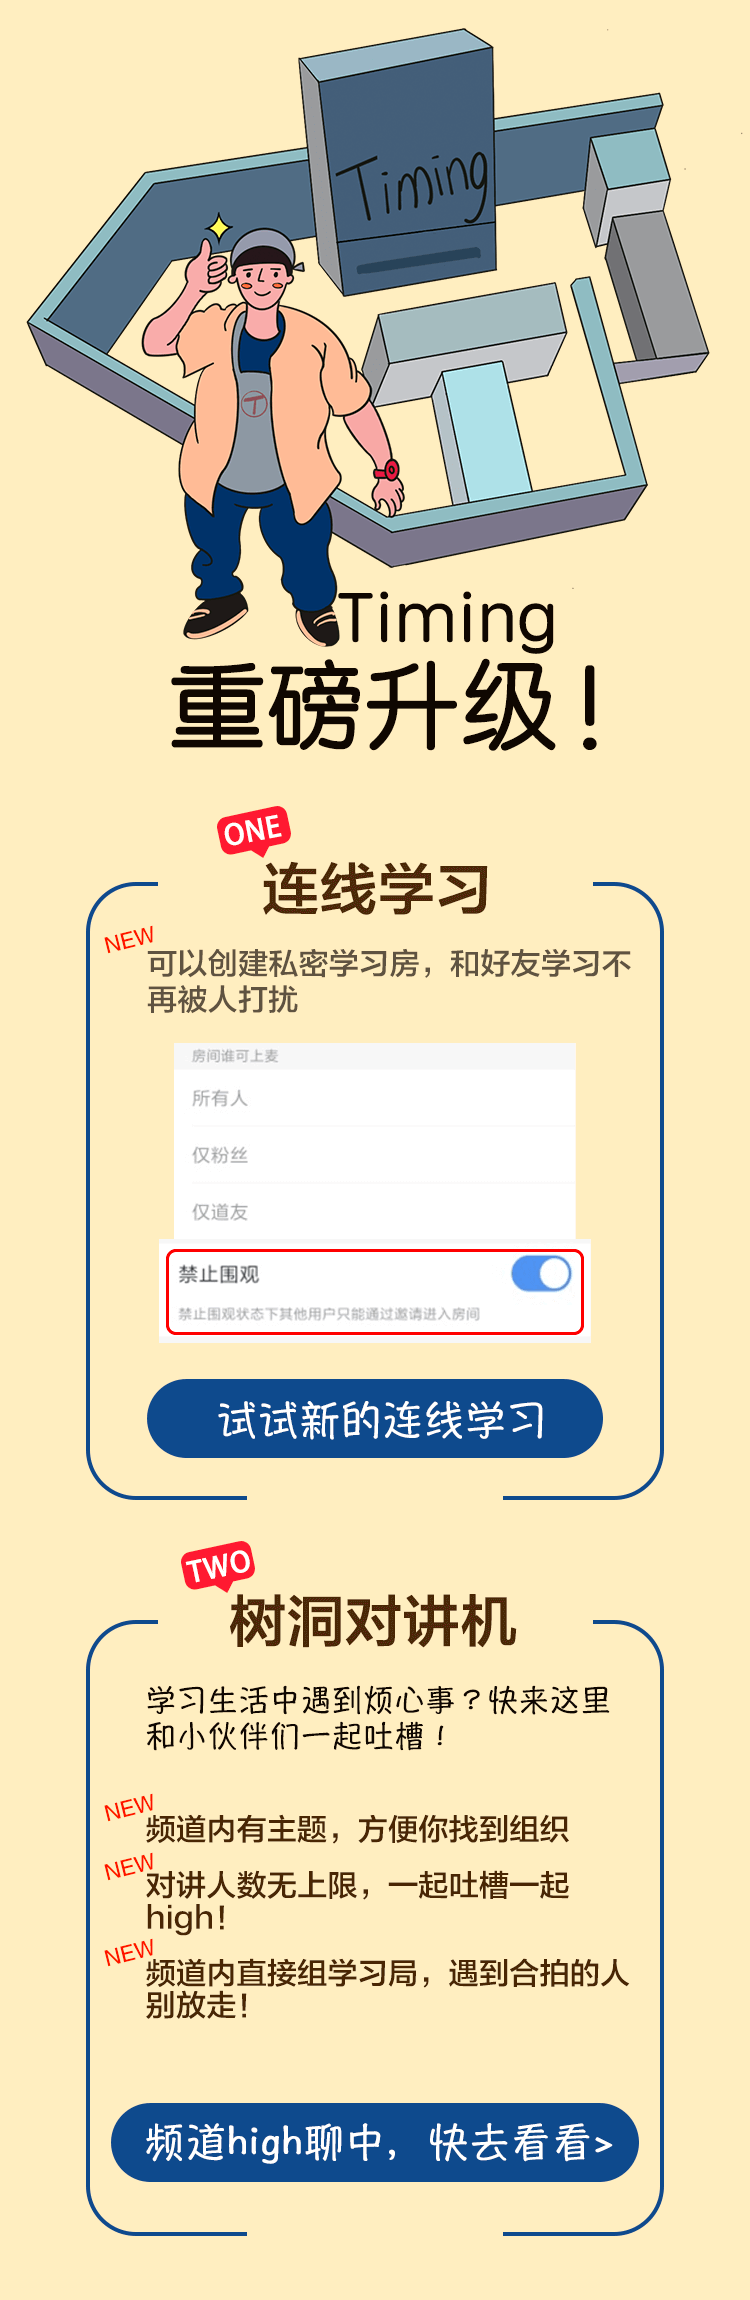 Timing
T
Timing
重磅升级!
ONE
连线学习
NEW
可以创建私密学习房，和好友学习不
再被人打扰
房间谁可上麦
所有人
仅粉丝
仅道友
禁止围观
禁止围观状态下其他用户只能通过邀请进入房间
试试新的连线学习
TWO
树洞对讲机
学习生活中遇到烦心事？快来这里
和小伙伴们一起吐槽！
NEW
频道内有主题，方便你找到组织
NEW
对讲人数无上限，一起吐槽一起
high!
NEW
频道内直接组学习局，遇到合拍的人
别放走!
频道high聊中，快去看看>